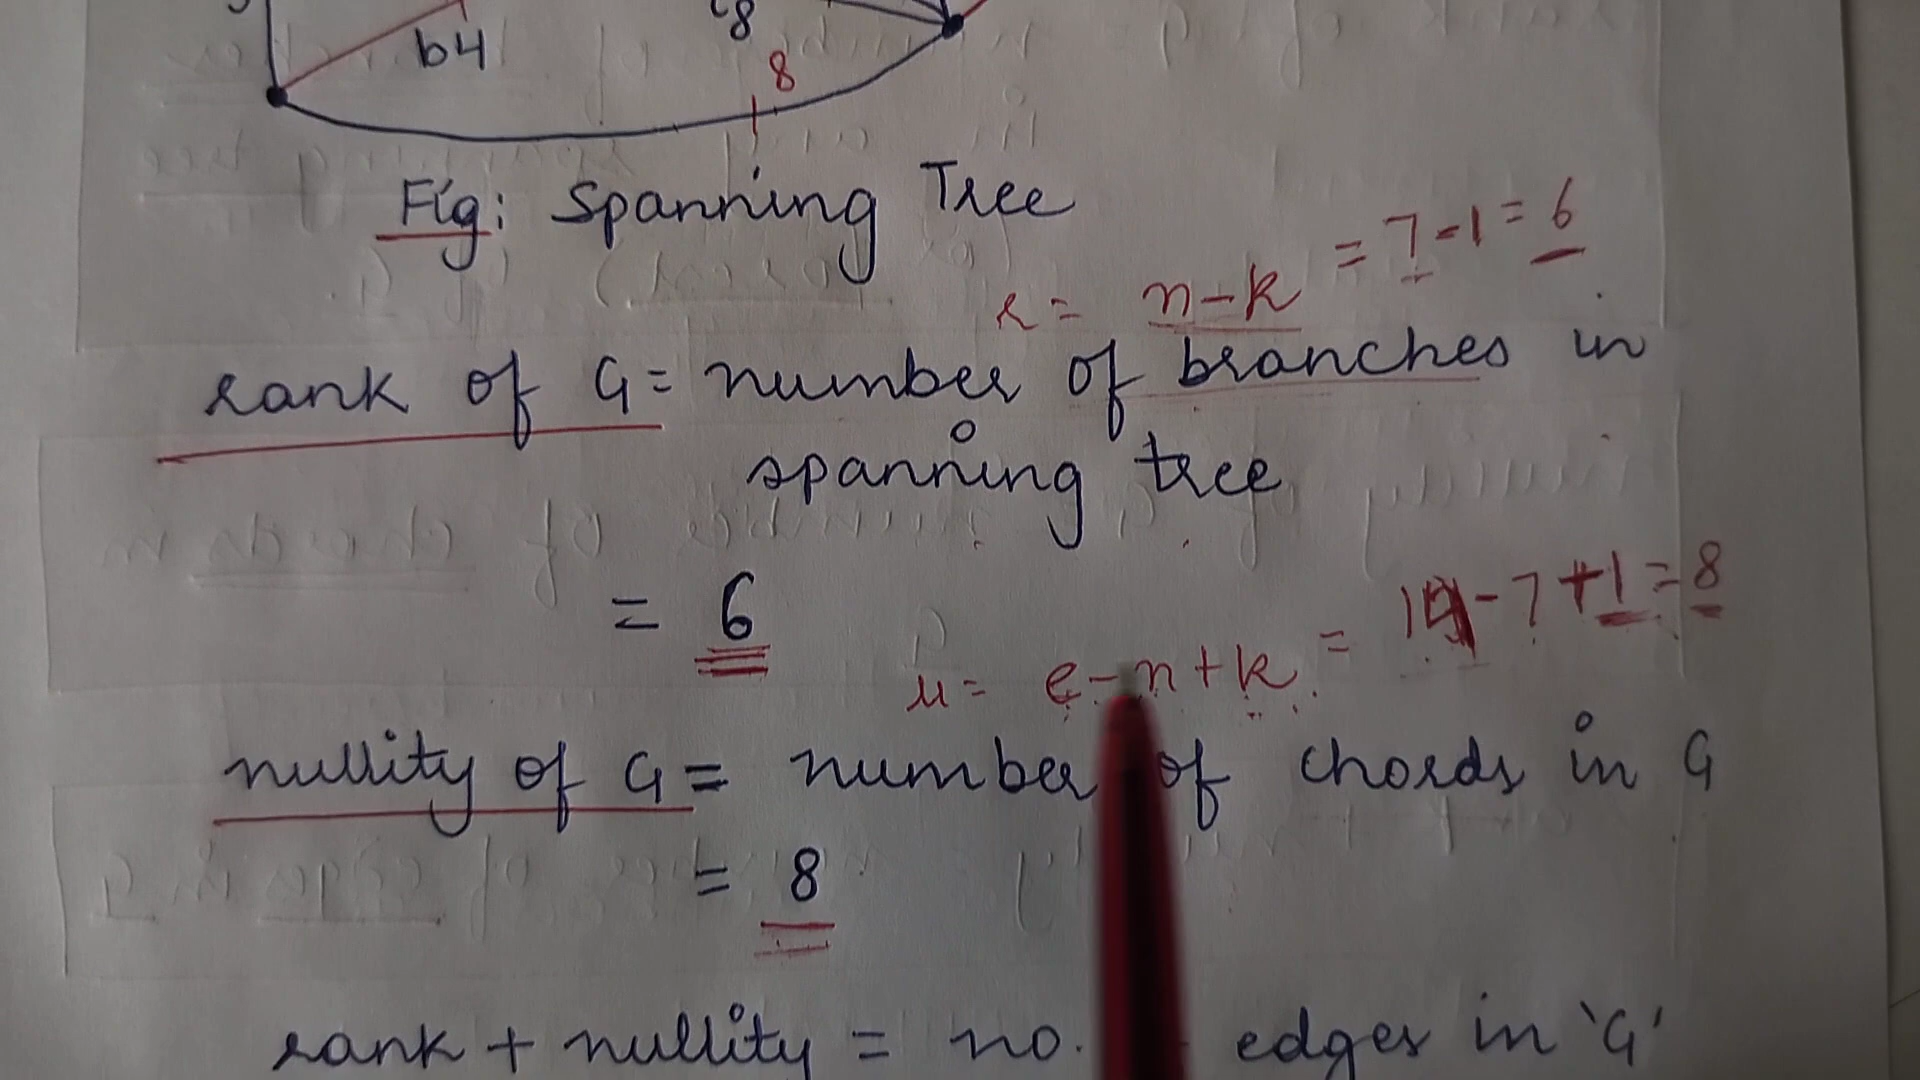 b4
8
8
Fig: Spanning Tree
r = n-k = 7-1 = 6
rank of G = number of branches in
spanning tree
= 6
μ = e-n+k = 14-7+1 = 8
nullity of G = number of chords in G
= 8
rank + nullity = no. edges in 'G'